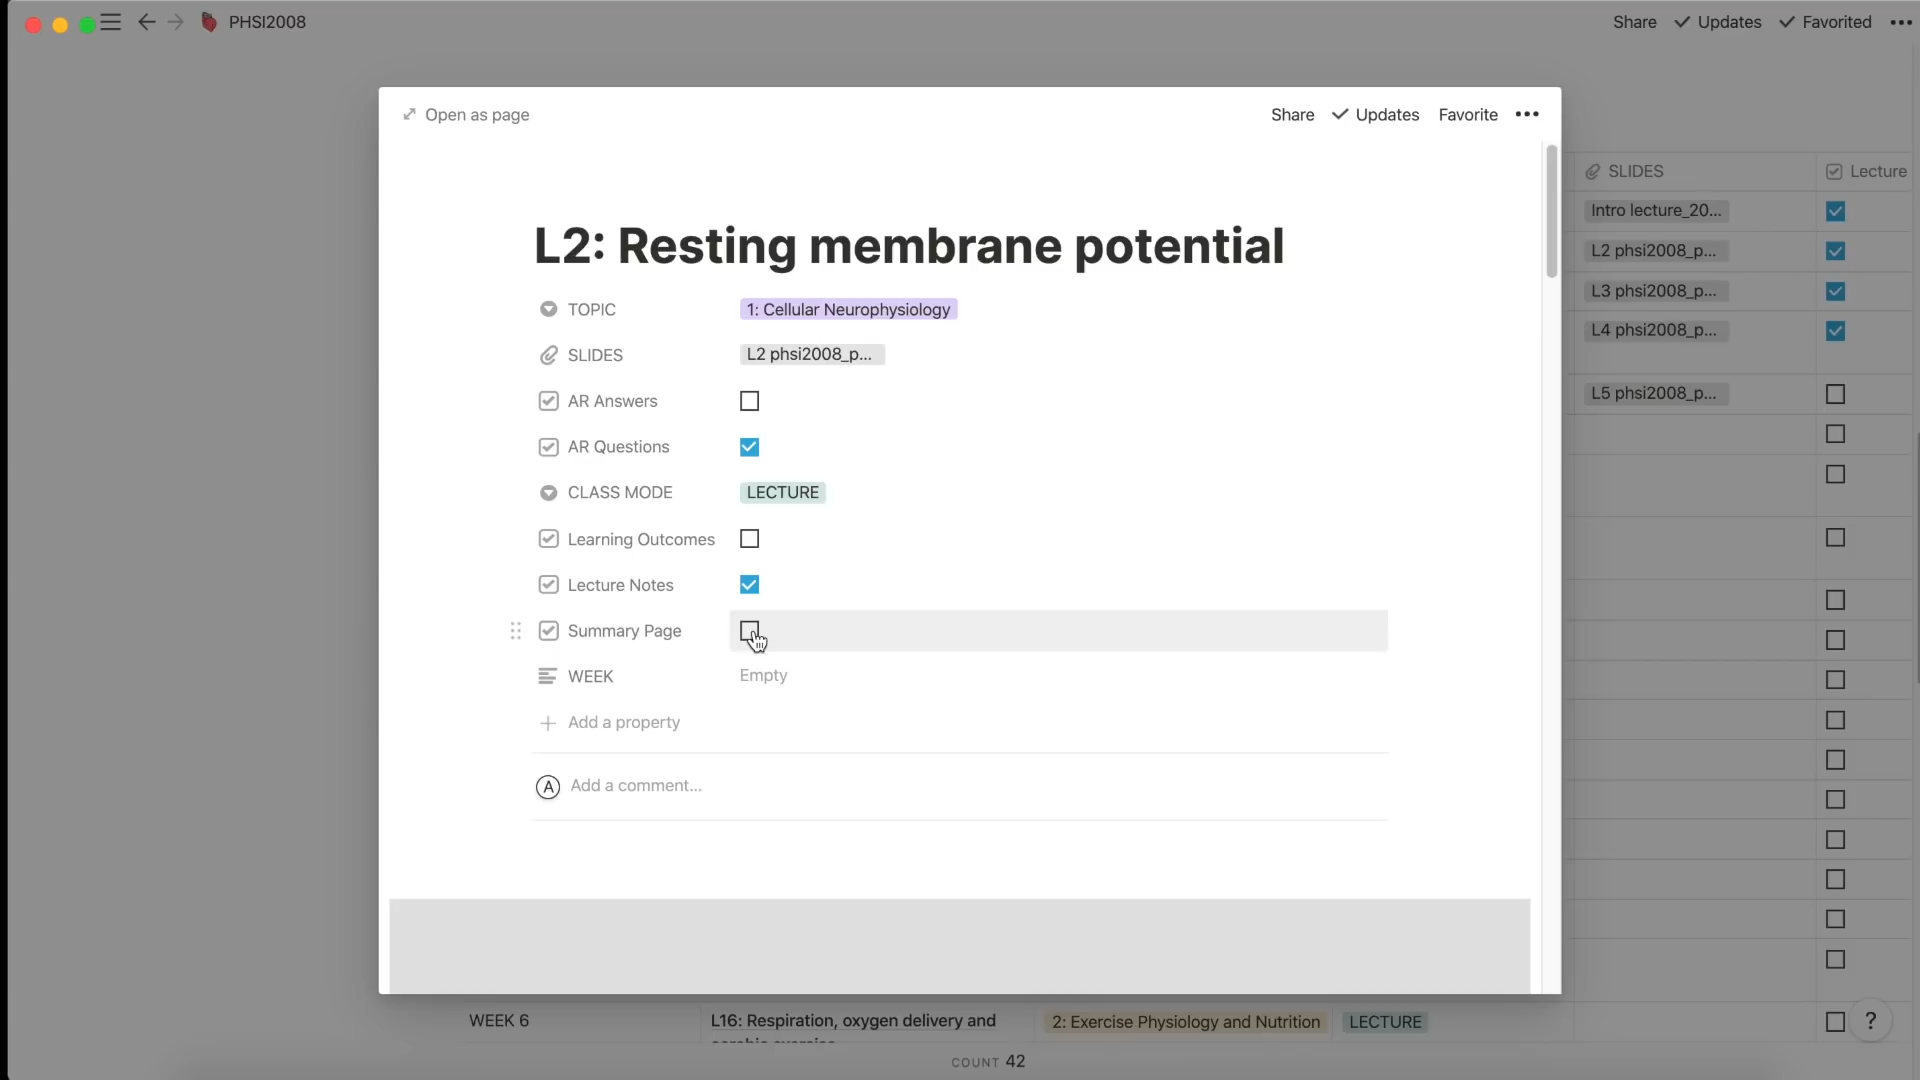 PHSI2008
Share Updates Favorited
Open as page
Share Updates Favorite
SLIDES Lecture
Intro lecture_20...
L2: Resting membrane potential
L2 phsi2008_p...
L3 phsi2008_p...
TOPIC 1: Cellular Neurophysiology
L4 phsi2008_p...
SLIDES L2 phsi2008_p...
L5 phsi2008_p...
AR Answers
AR Questions
CLASS MODE LECTURE
Learning Outcomes
Lecture Notes
Summary Page
WEEK Empty
Add a property
A Add a comment...
WEEK 6 L16: Respiration, oxygen delivery and 2: Exercise Physiology and Nutrition LECTURE ?
COUNT 42